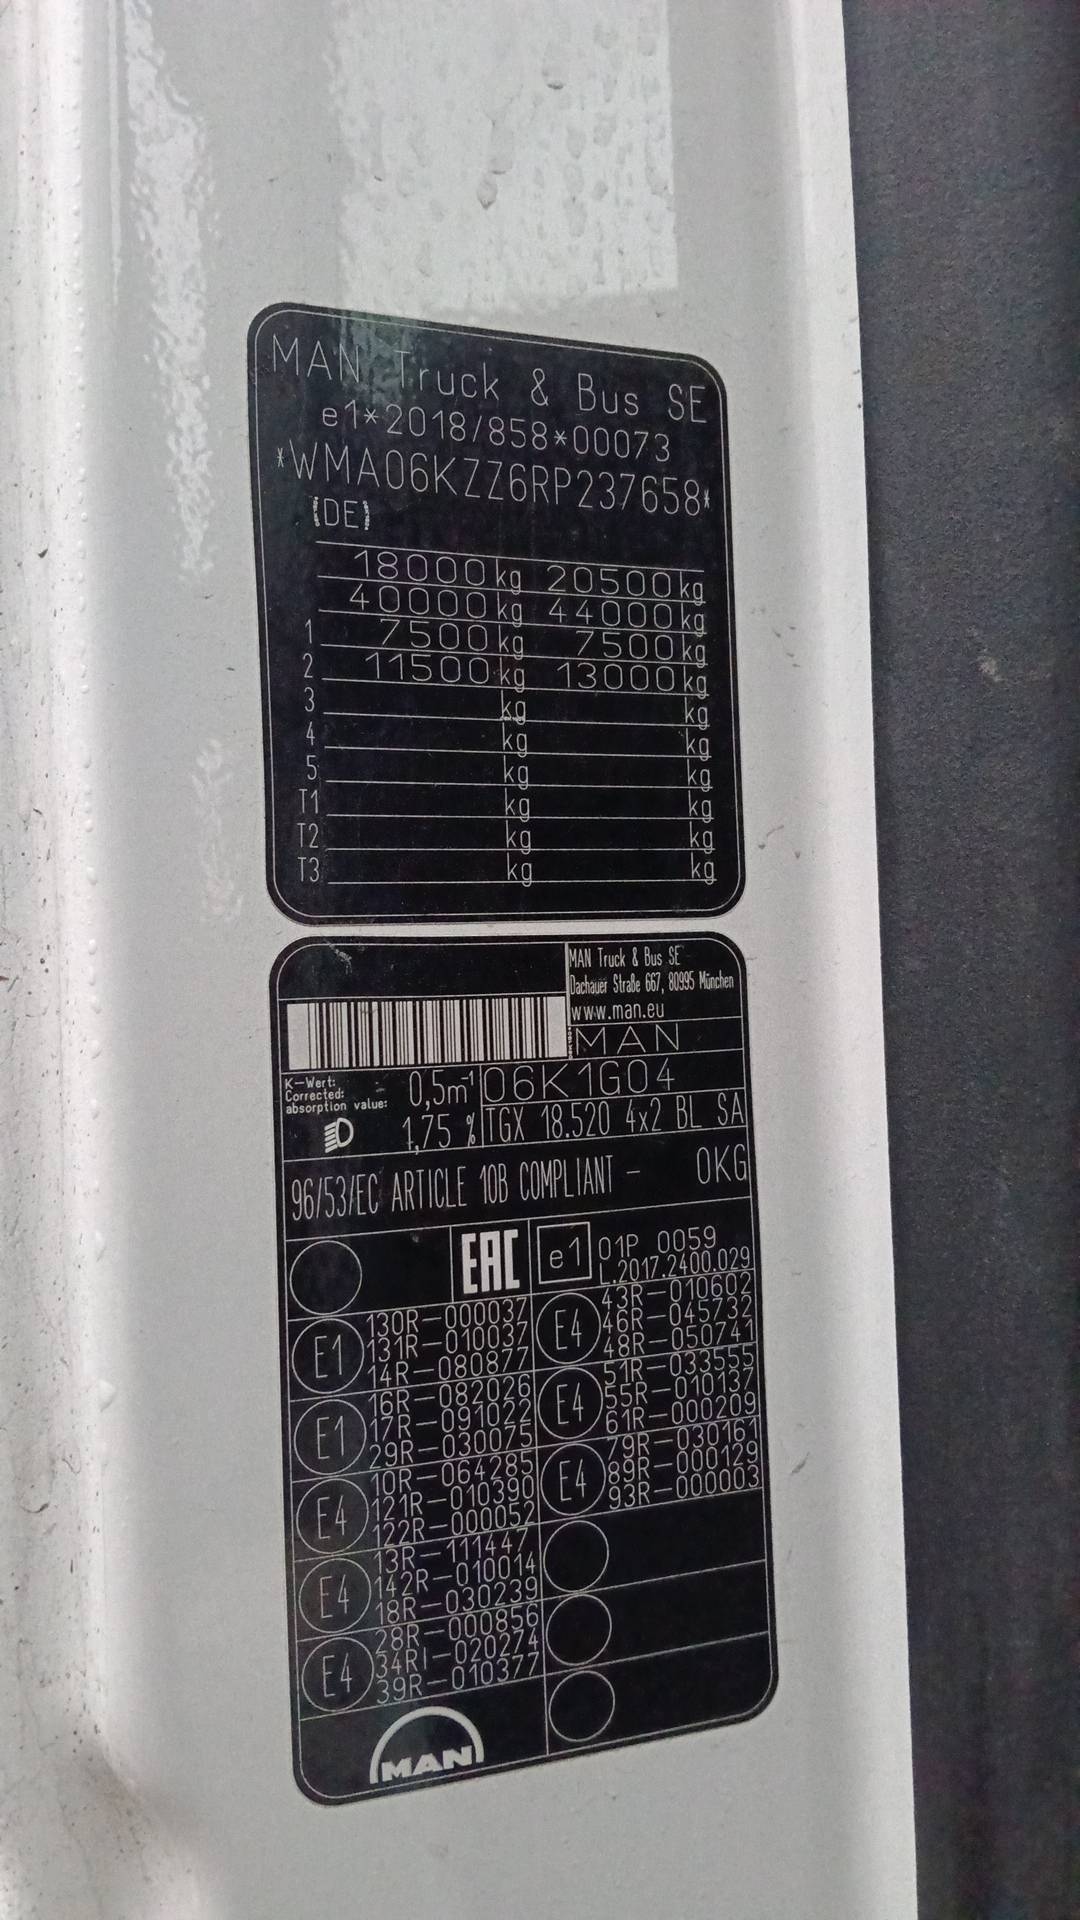 MAN Truck & Bus SE
e1*2018/858*00073
*WMA06KZZ6RP237658*
(DE)
18000 kg 20500 kg
40000 kg 44000 kg
1 7500 kg 7500 kg
2 11500 kg 13000 kg
3 kg kg
4 kg kg
5 kg kg
T1 kg kg
T2 kg kg
T3 kg kg
MAN Truck & Bus SE
Dachauer Straße 667, 80995 München
www.man.eu
MAN
K-Wert:
Corrected:
absorption value:
0,5m-1
06K1G04
1,75 %
TGX 18.520 4x2 BL SA
96/53/EC ARTICLE 10B COMPLIANT - 0KG
EAC
e1
01P 0059
L.2017.2400.029
E1
130R-000037
131R-010037
14R-080877
E1
16R-082026
17R-091022
29R-030075
E4
10R-064285
121R-010390
122R-000052
E4
13R-111447
142R-010014
18R-030239
E4
28R-000856
34RI-020274
39R-010377
E4
43R-010602
46R-045732
48R-050741
E4
51R-033555
55R-010137
61R-000209
E4
79R-030161
89R-000129
93R-000003
MAN